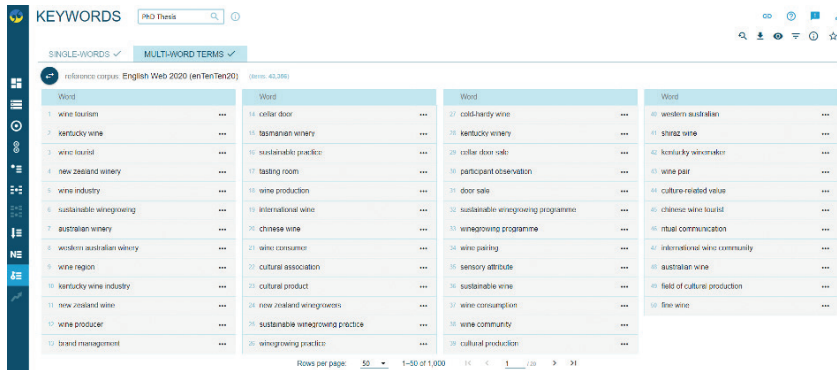 KEYWORDS PhD Thesis
SINGLE-WORDS MULTI-WORD TERMS
reference corpus: English Web 2020 (enTenTen20) (items: 43,396)
Word
1 wine tourism
2 kentucky wine
3 wine tourist
4 new zealand winery
5 wine industry
6 sustainable winegrowing
7 australian winery
8 western australian winery
9 wine region
10 kentucky wine industry
11 new zealand wine
12 wine producer
13 brand management
Word
14 cellar door
15 tasmanian winery
16 sustainable practice
17 tasting room
18 wine production
19 international wine
20 chinese wine
21 wine consumer
22 cultural association
23 cultural product
24 new zealand winegrowers
25 sustainable winegrowing practice
26 winegrowing practice
Word
27 cold-hardy wine
28 kentucky winery
29 cellar door sale
30 participant observation
31 door sale
32 sustainable winegrowing programme
33 winegrowing programme
34 wine pairing
35 sensory attribute
36 sustainable wine
37 wine consumption
38 wine community
39 cultural production
Word
40 western australian
41 shiraz wine
42 kentucky winemaker
43 wine pair
44 culture-related value
45 chinese wine tourist
46 ritual communication
47 international wine community
48 australian wine
49 field of cultural production
50 fine wine
Rows per page: 50 1–50 of 1,000 1 /20